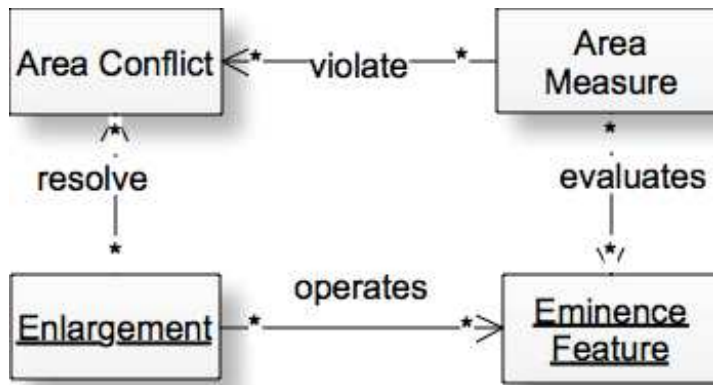 Area Conflict
* violate *
Area
Measure
*
resolve
*
*
evaluates
*
Enlargement
* operates *
Eminence
Feature